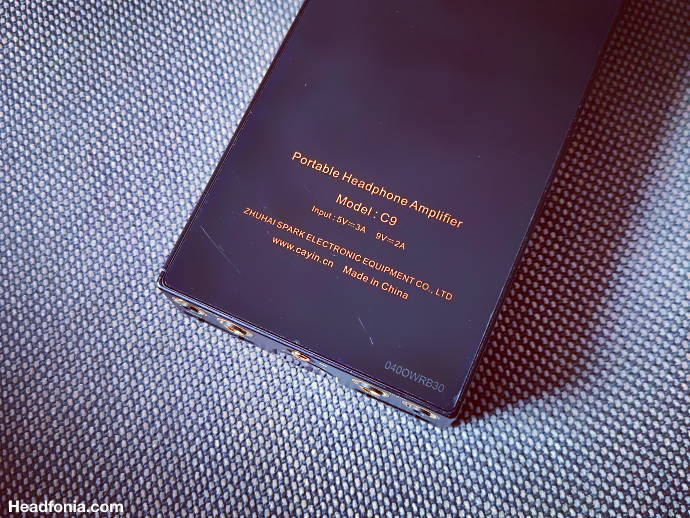 Portable Headphone Amplifier
Model : C9
Input : 5V⎓3A 9V⎓2A
ZHUHAI SPARK ELECTRONIC EQUIPMENT CO., LTD
www.cayin.cn Made in China
040OWRB30
Headfonia.com